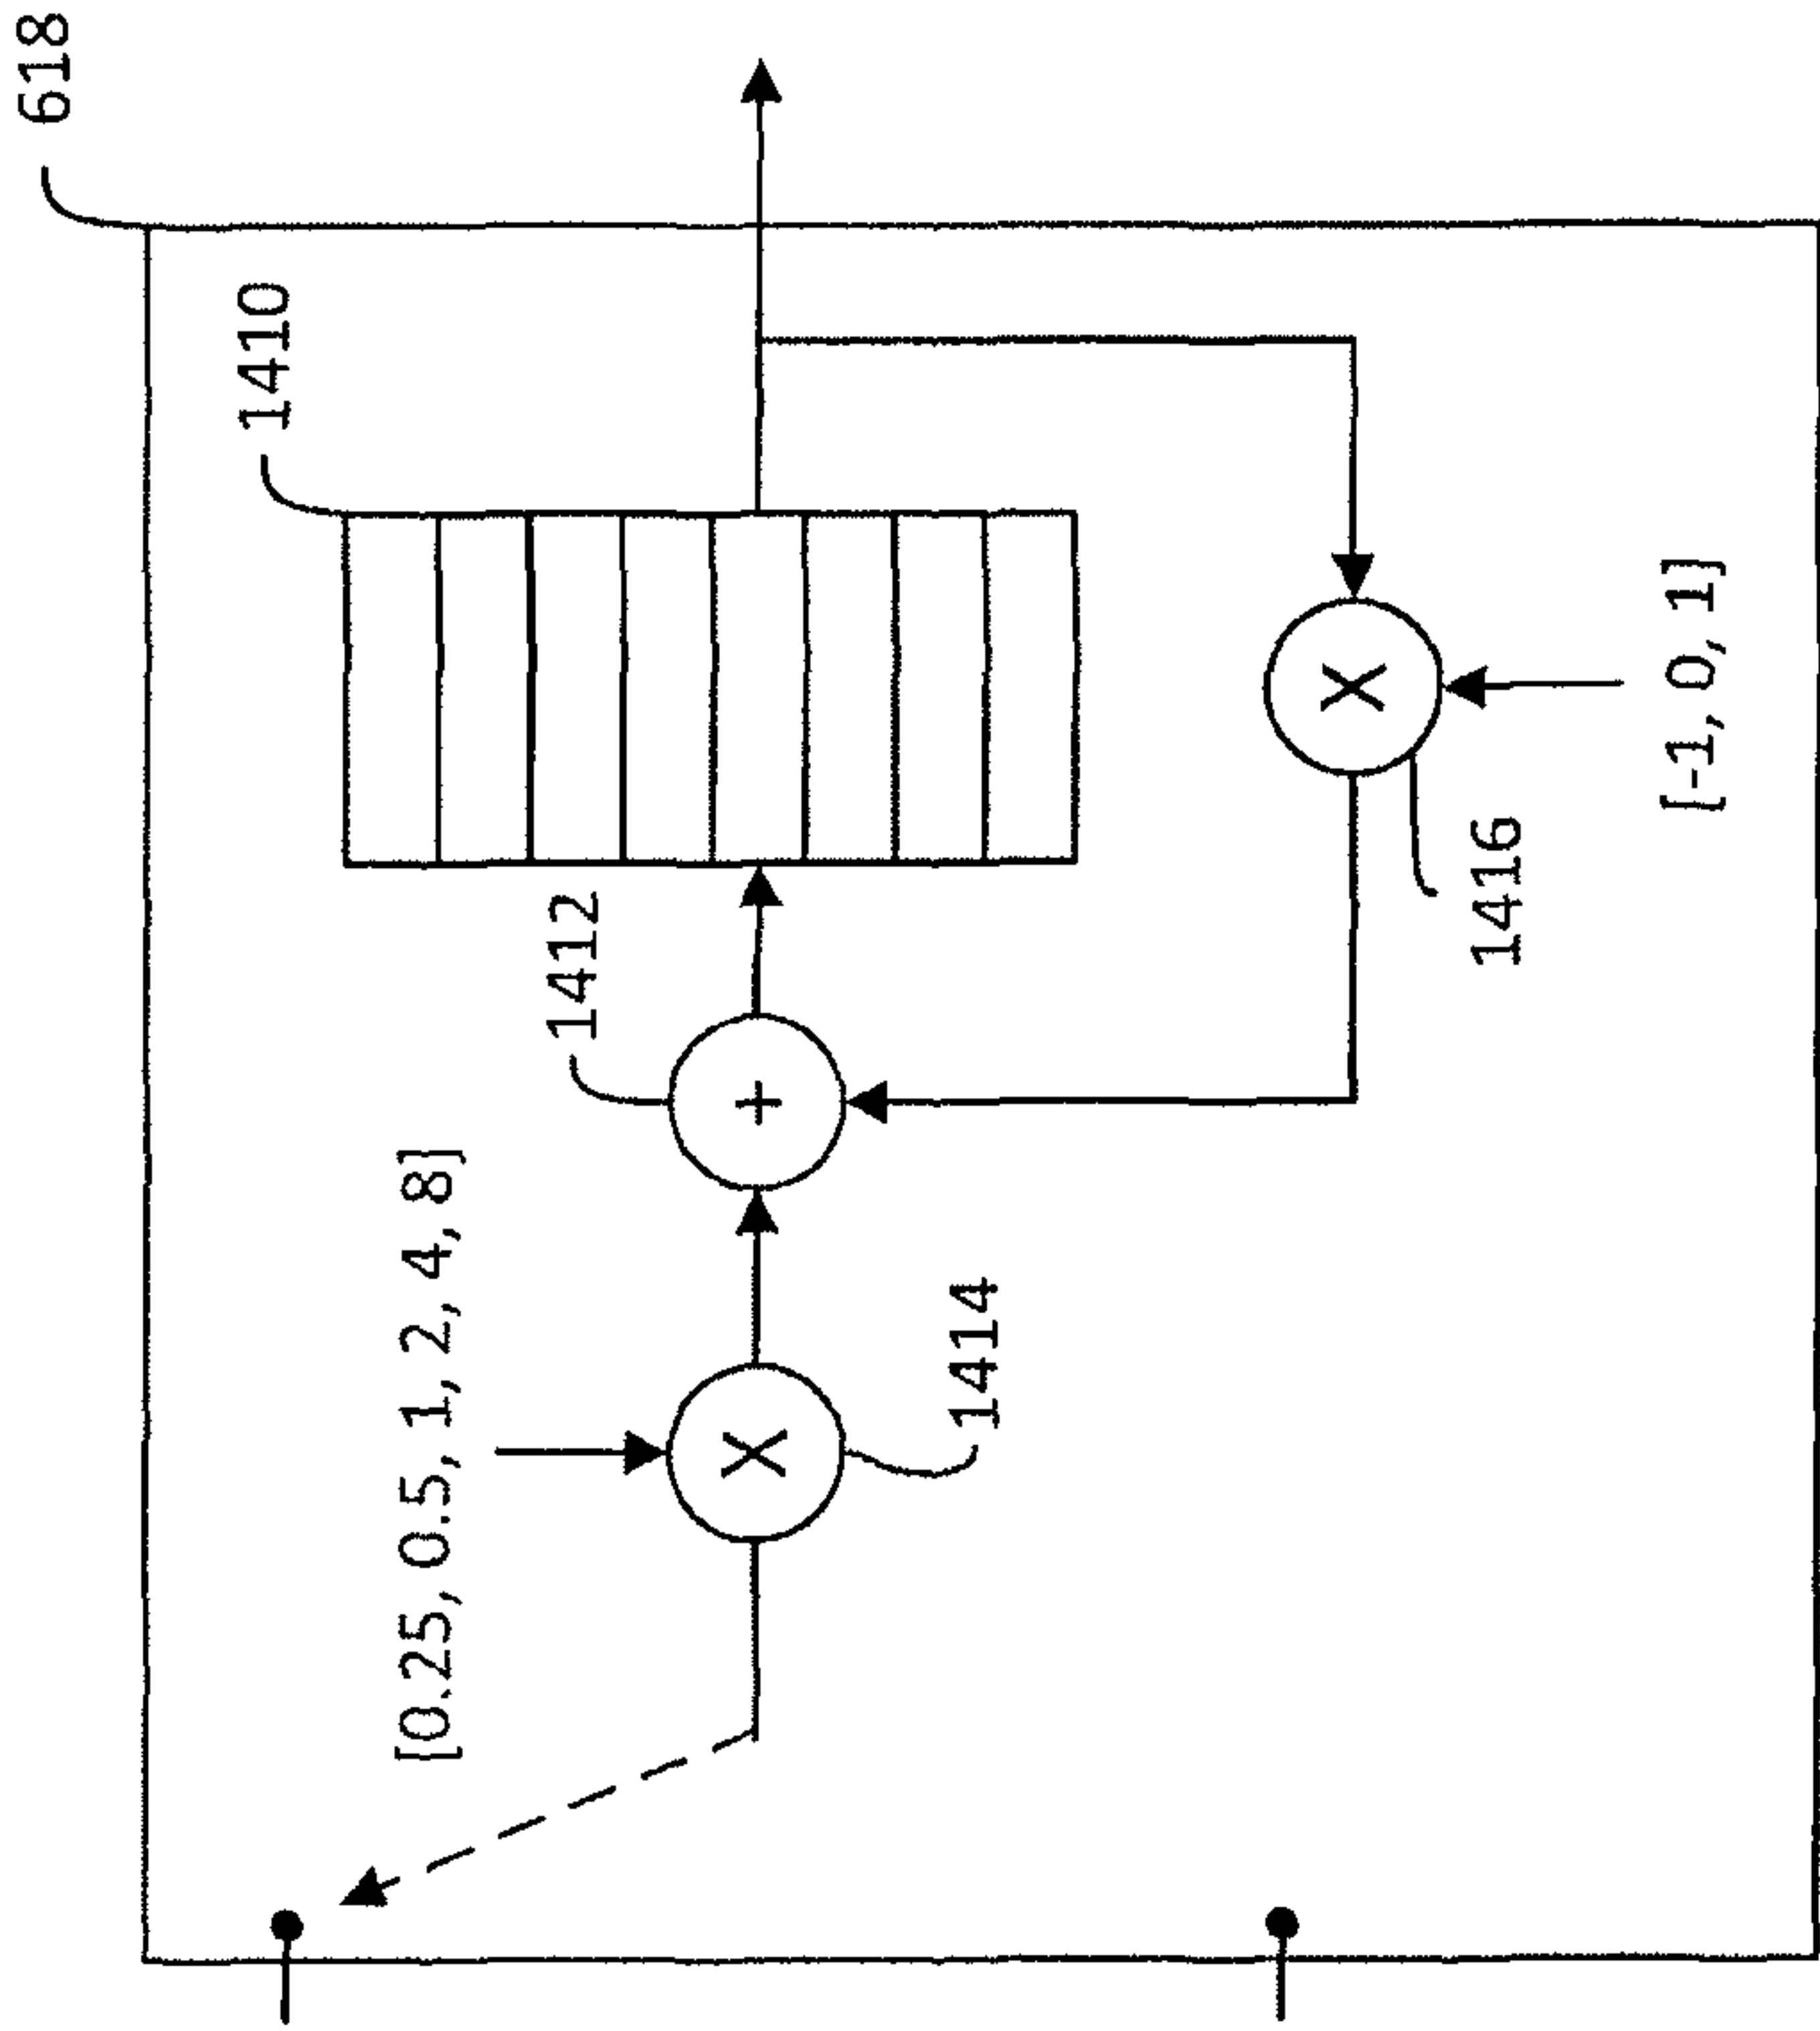 618
1410
1412
[0.25, 0.5, 1, 2, 4, 8]
+
X
1414
X
1416
[-1, 0, 1]